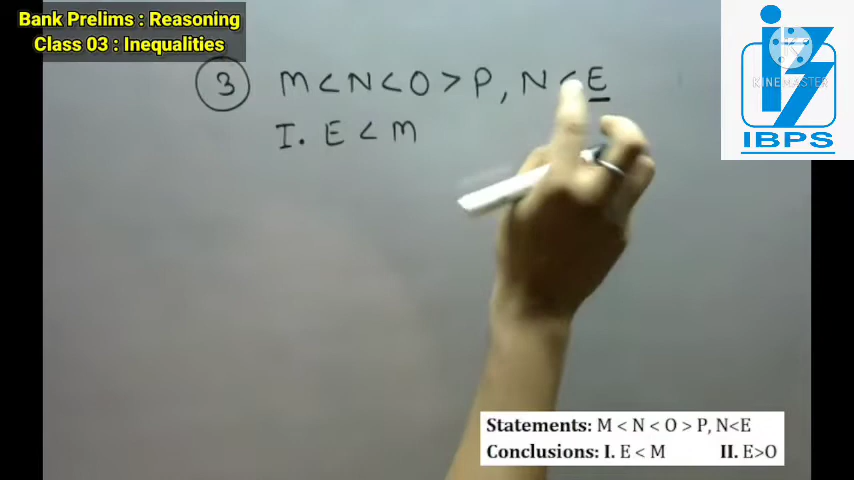 Bank Prelims : Reasoning
Class 03 : Inequalities
3 M < N < O > P, N < E
I. E < M
KINEMASTER
IBPS
Statements: M < N < O > P, N<E
Conclusions: I. E < M II. E>O